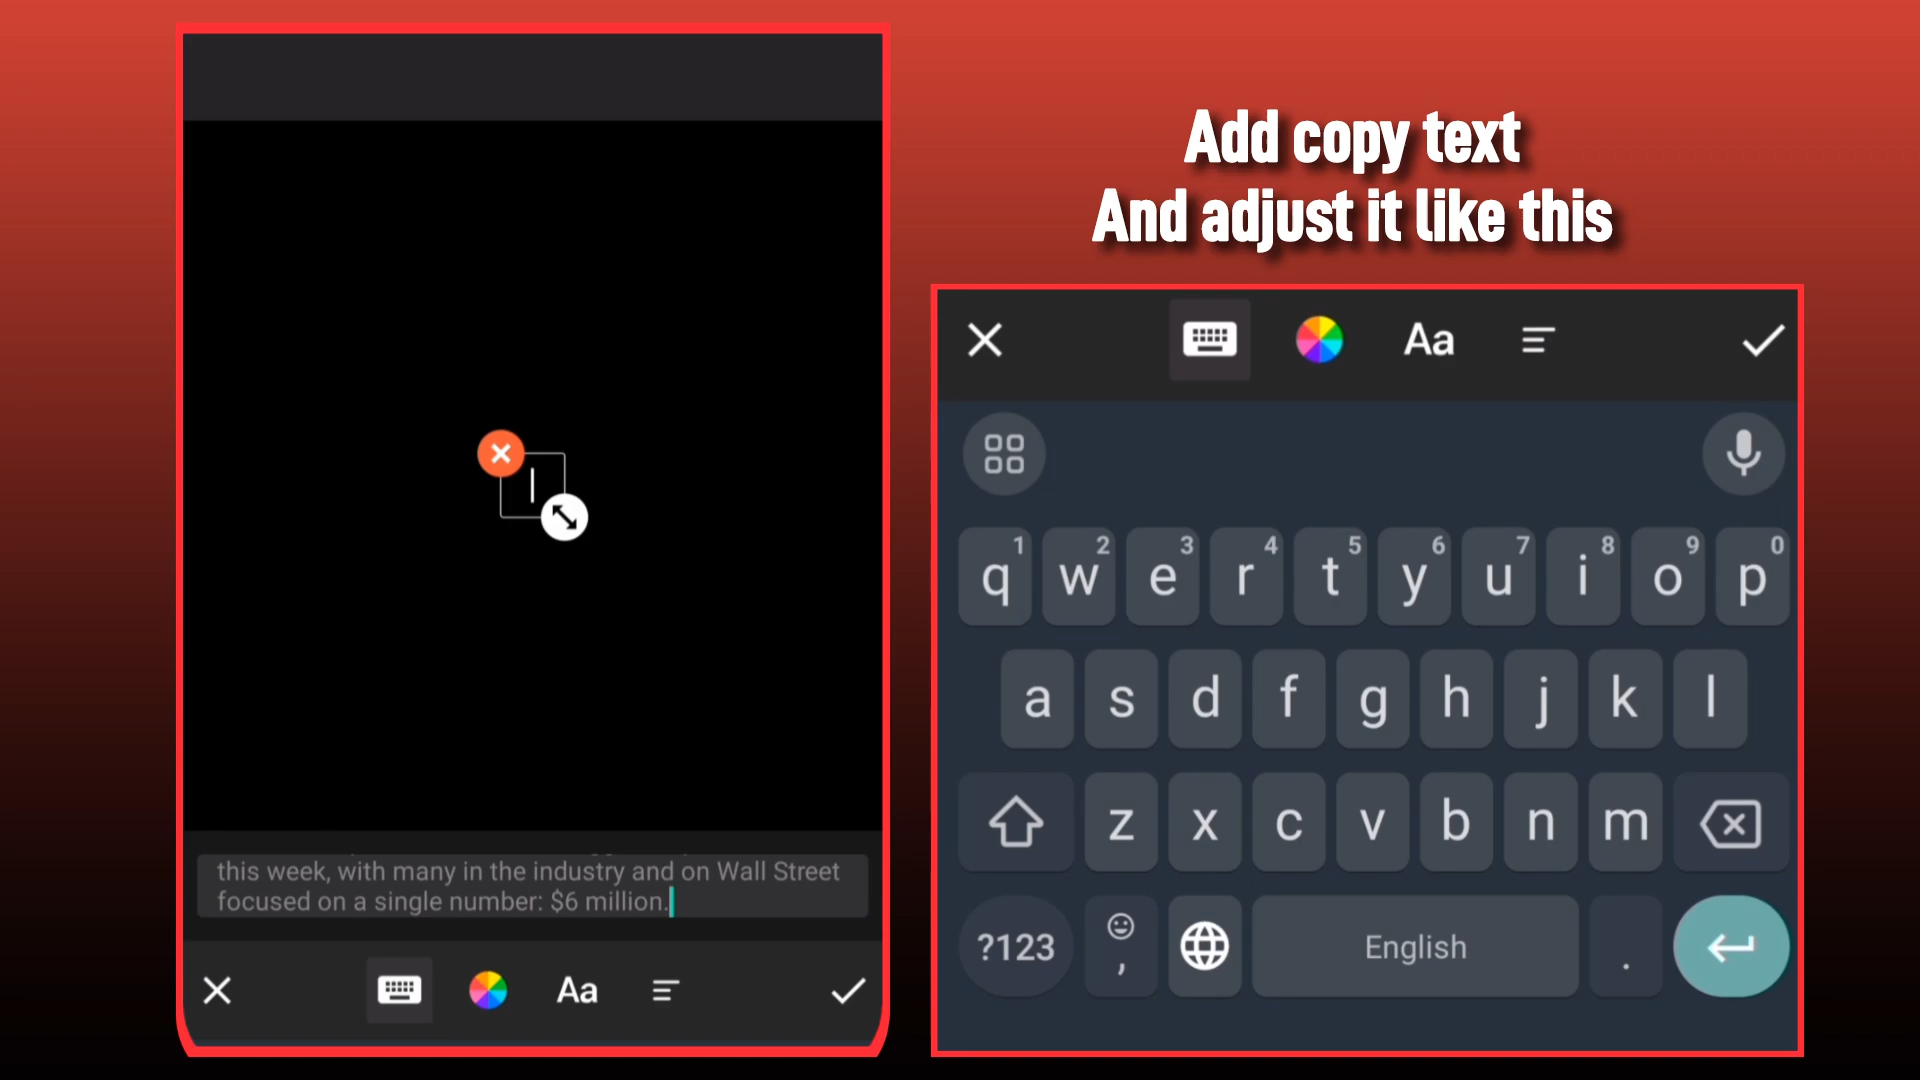 Add copy text
And adjust it like this
this week, with many in the industry and on Wall Street
focused on a single number: $6 million.
Aa
Aa
1 2 3 4 5 6 7 8 9 0
q w e r t y u i o p
a s d f g h j k l
z x c v b n m
?123 , English .